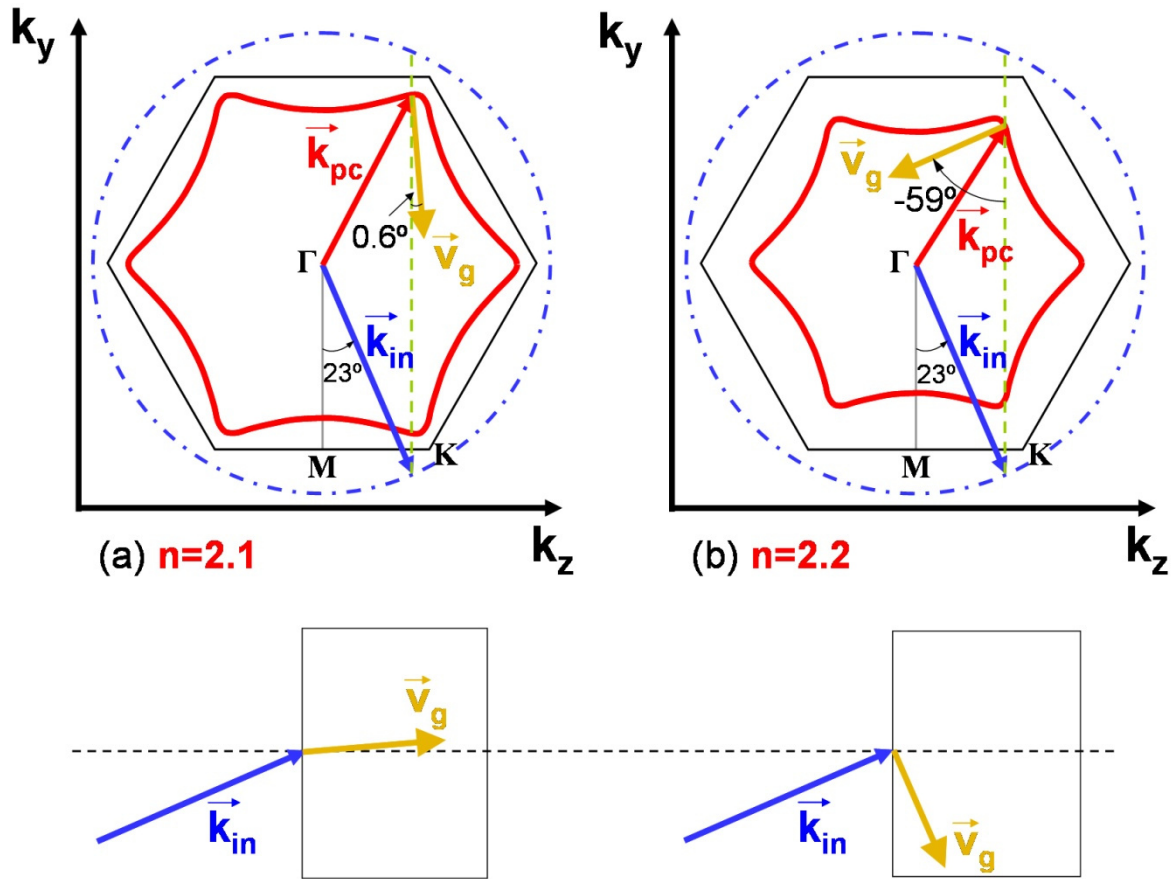 k_y
k_pc
0.6º
v_g
Γ
k_in
23º
M
K
k_z
(a) n=2.1
k_y
v_g
-59º
k_pc
Γ
k_in
23º
M
K
k_z
(b) n=2.2
v_g
k_in
k_in
v_g